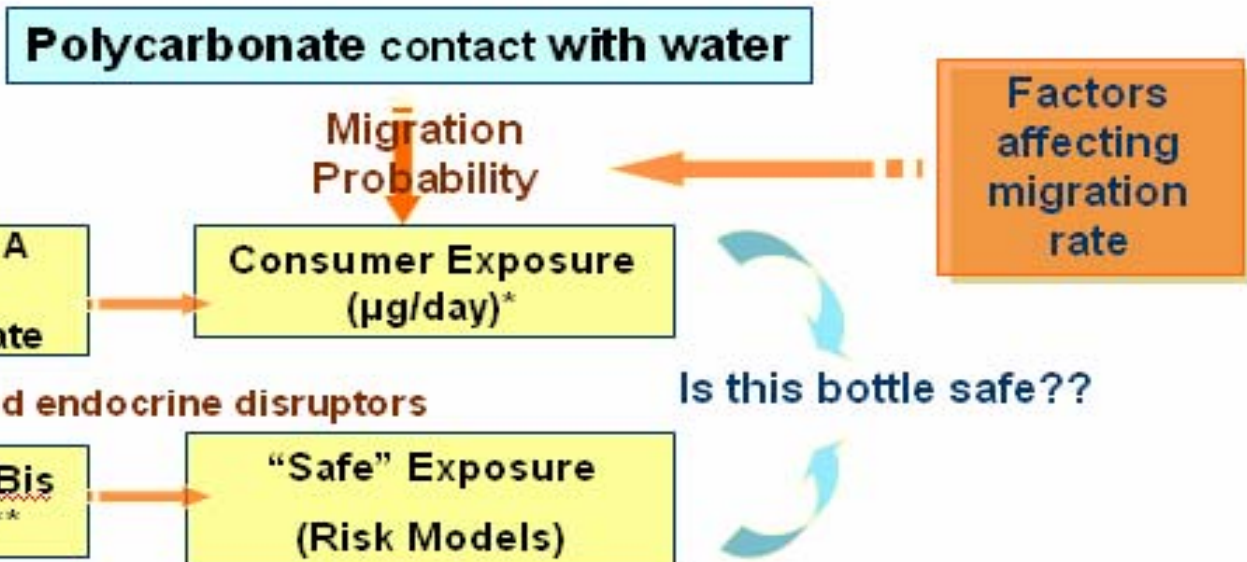 Polycarbonate contact with water
Migration
Probability
Factors
affecting
migration
rate
A
Consumer Exposure
(µg/day)*
Is this bottle safe??
endocrine disruptors
Bis
**
“Safe” Exposure
(Risk Models)